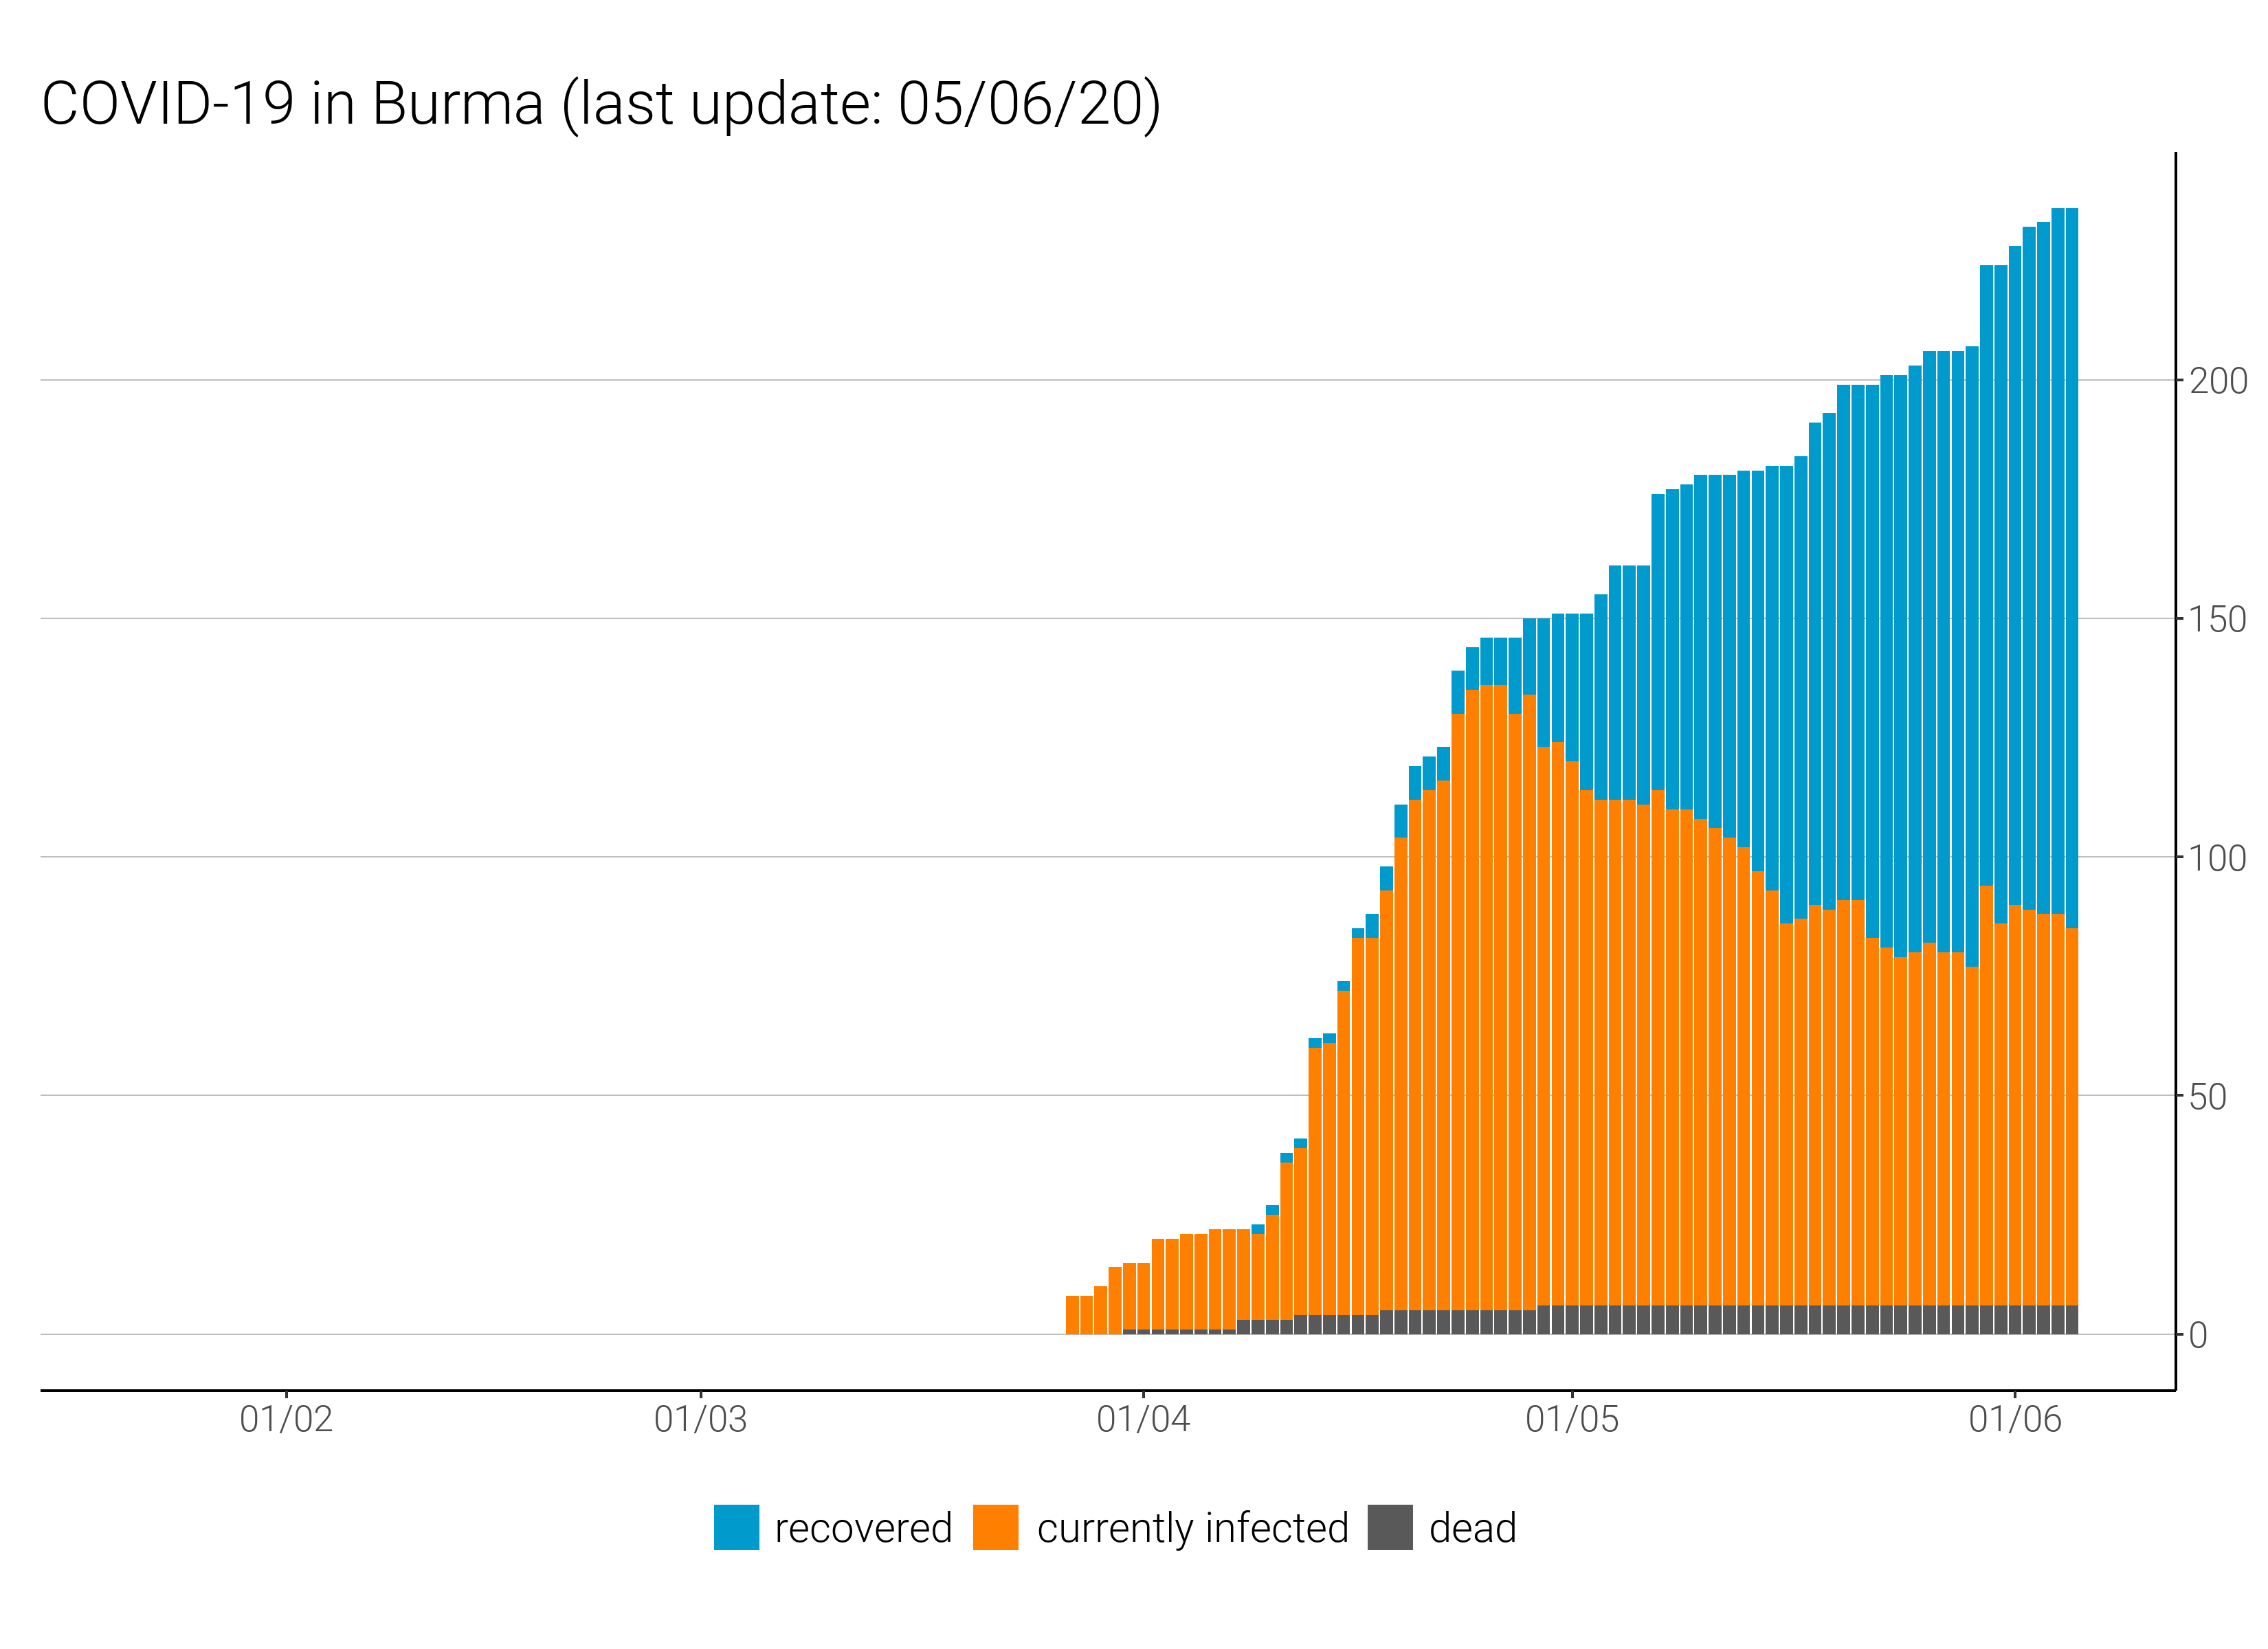 COVID-19 in Burma (last update: 05/06/20)
200
150
100
50
0
01/02 01/03 01/04 01/05 01/06
recovered currently infected dead